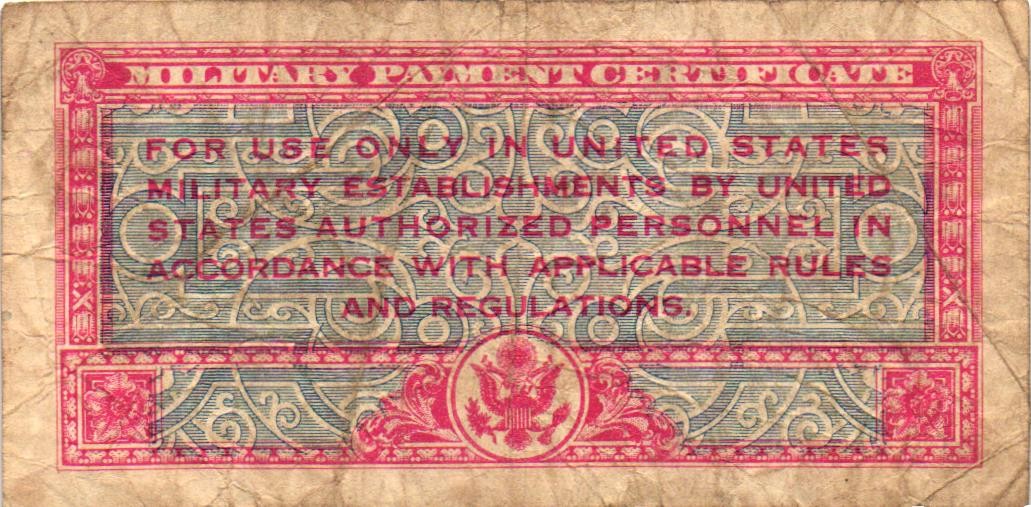 MILITARY PAYMENT CERTIFICATE
FOR USE ONLY IN UNITED STATES
MILITARY ESTABLISHMENTS BY UNITED
STATES AUTHORIZED PERSONNEL IN
ACCORDANCE WITH APPLICABLE RULES
AND REGULATIONS.